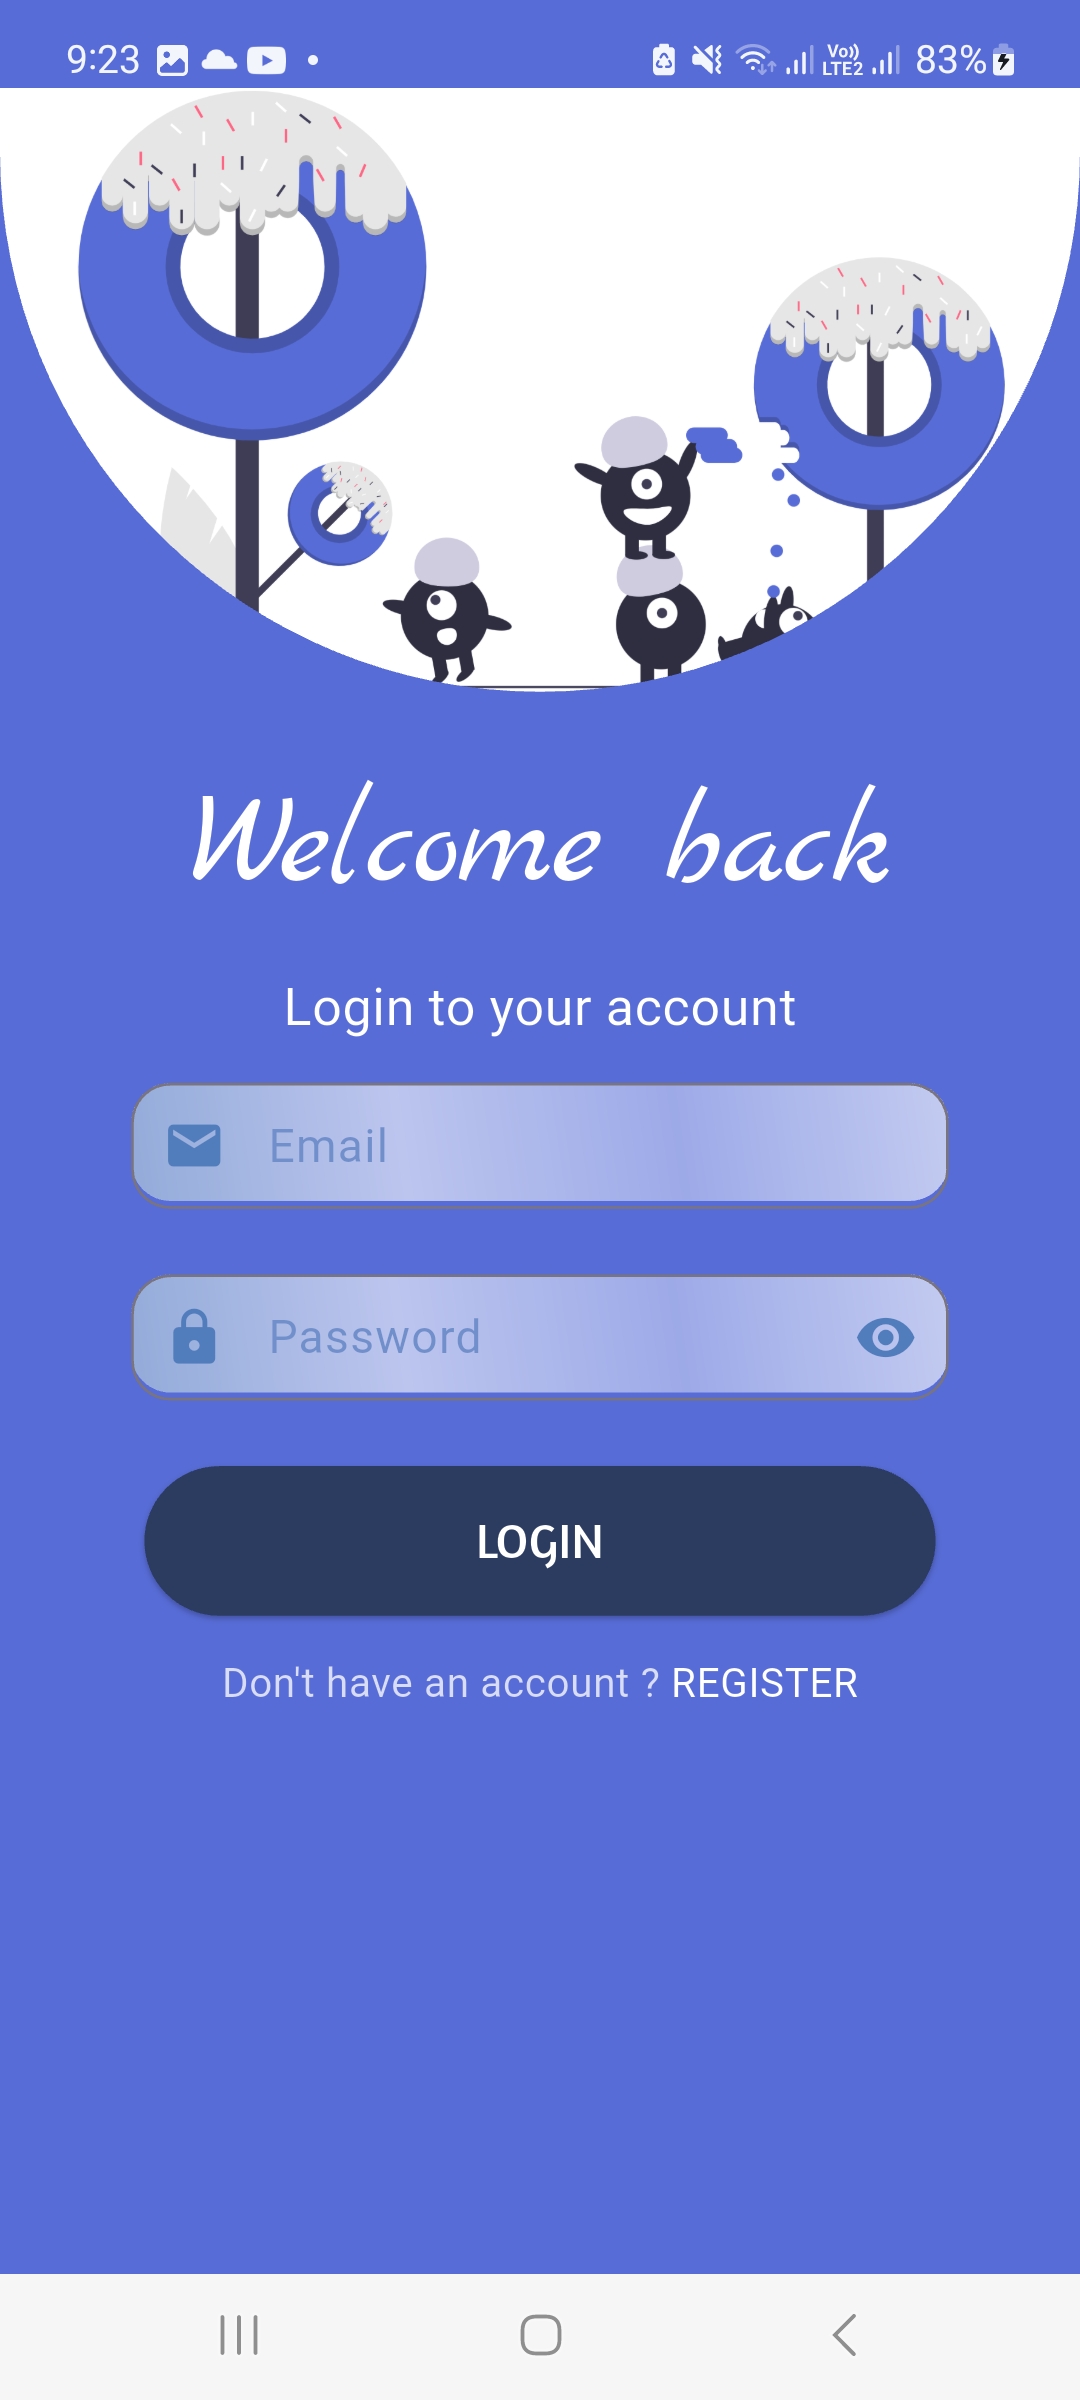 9:23 Vo)) LTE2 83%
Welcome back
Login to your account
Email
Password
LOGIN
Don't have an account ? REGISTER